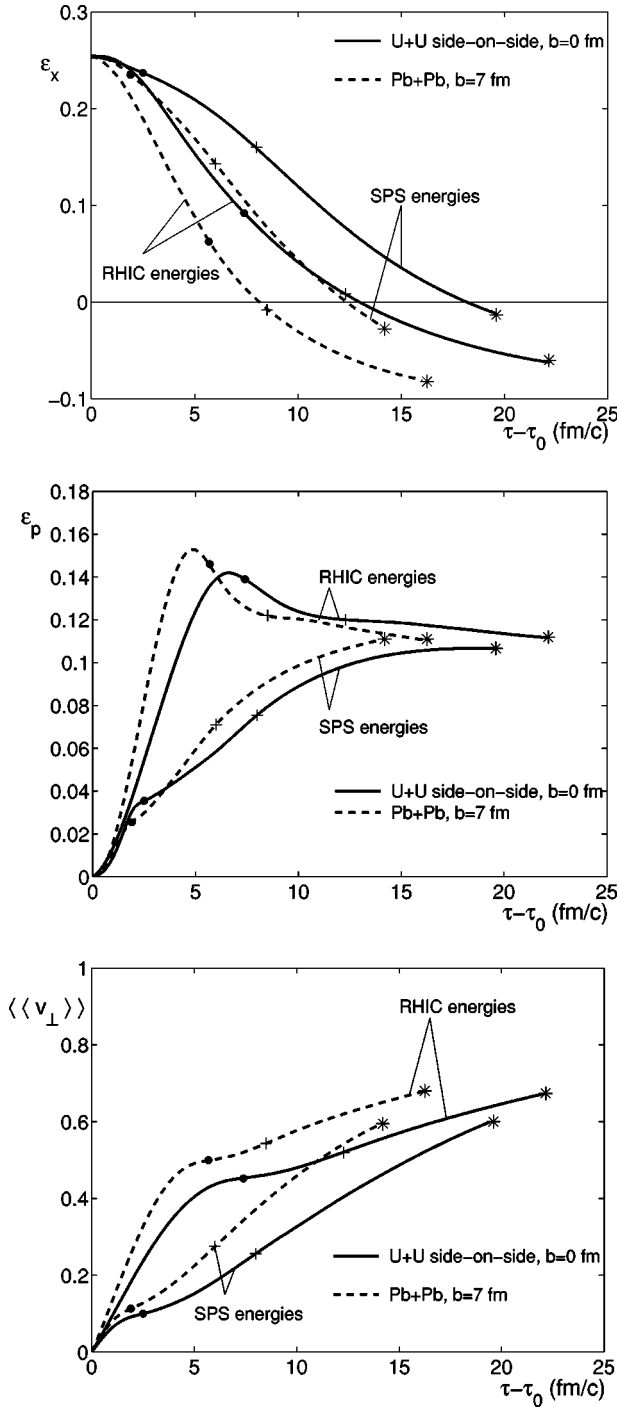 0.3
ε_x
U+U side−on−side, b=0 fm
Pb+Pb, b=7 fm
0.2
0.1
SPS energies
RHIC energies
0
−0.1
0 5 10 15 20 25
τ−τ_0 (fm/c)
0.18
ε_p
0.16
0.14
RHIC energies
0.12
0.1
0.08
SPS energies
0.06
U+U side−on−side, b=0 fm
0.04
Pb+Pb, b=7 fm
0.02
0
0 5 10 15 20 25
τ−τ_0 (fm/c)
1
⟨⟨v_⊥⟩⟩
RHIC energies
0.8
0.6
0.4
U+U side−on−side, b=0 fm
0.2
Pb+Pb, b=7 fm
SPS energies
0
0 5 10 15 20 25
τ−τ_0 (fm/c)